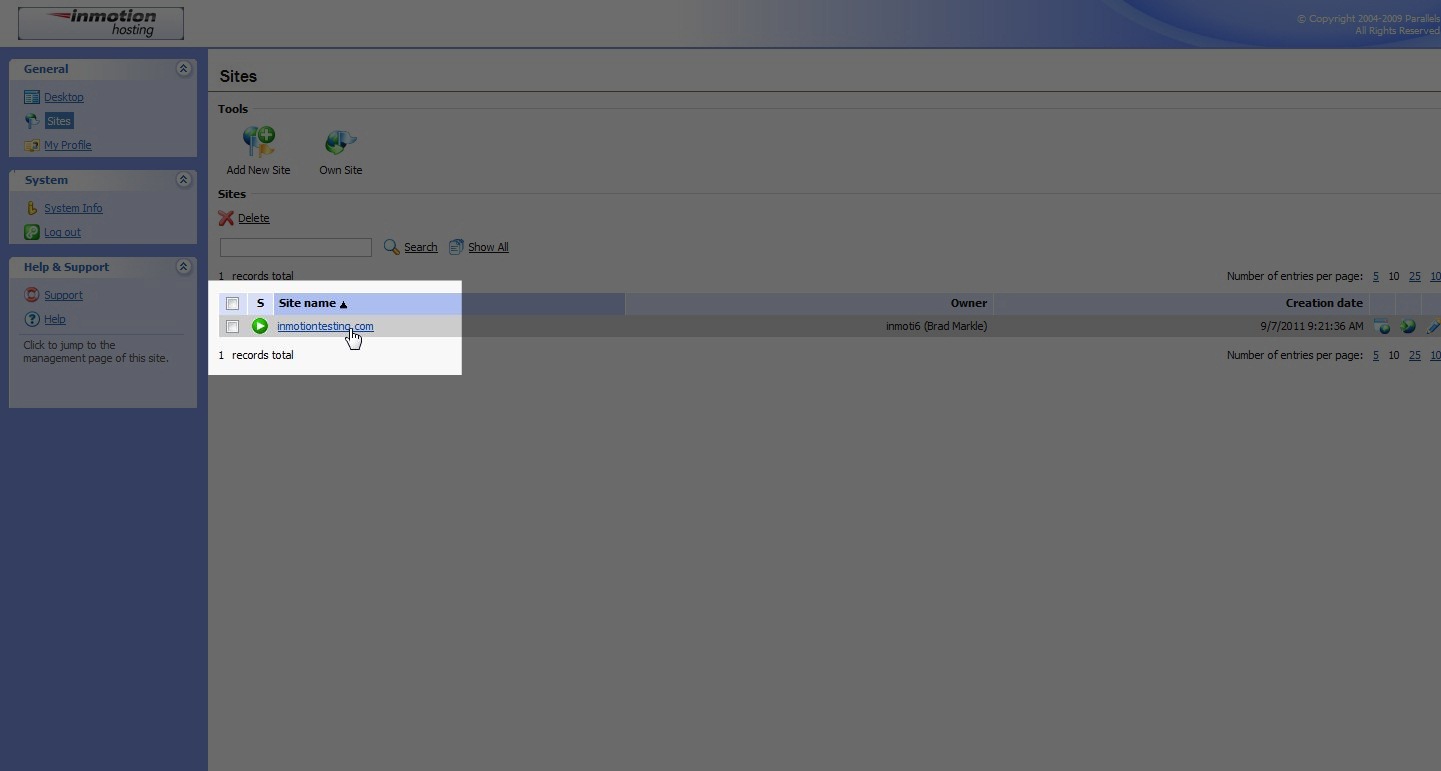 inmotion
hosting
© Copyright 2004-2009 Parallels
All Rights Reserved
General
Desktop
Sites
My Profile
System
System Info
Log out
Help & Support
Support
Help
Click to jump to the
management page of this site.
Sites
Tools
Add New Site
Own Site
Sites
Delete
Search
Show All
1 records total
Number of entries per page: 5 10 25 10
S Site name Owner Creation date
inmotiontesting.com inmoti6 (Brad Markle) 9/7/2011 9:21:36 AM
1 records total
Number of entries per page: 5 10 25 10